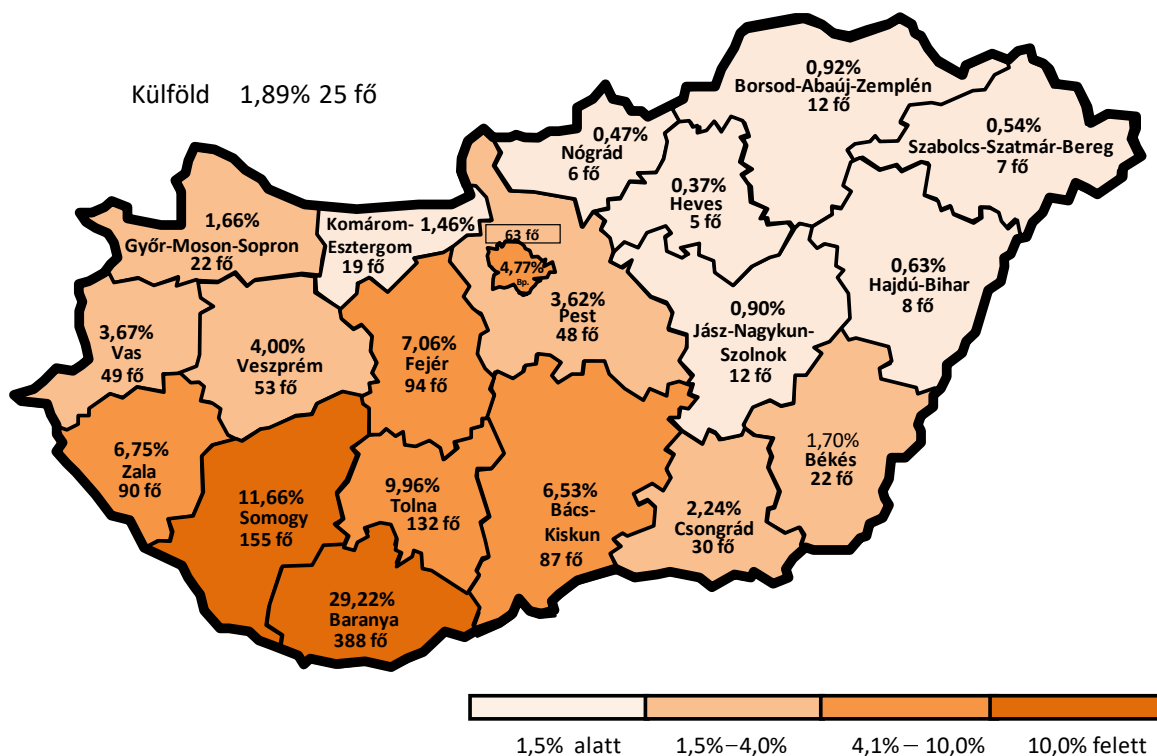 Külföld 1,89% 25 fő
0,92%
Borsod-Abaúj-Zemplén
12 fő
0,54%
Szabolcs-Szatmár-Bereg
7 fő
0,47%
Nógrád
6 fő
0,37%
Heves
5 fő
1,66%
Győr-Moson-Sopron
22 fő
Komárom- 1,46%
Esztergom
19 fő
63 fő
4,77%
Bp.
0,63%
Hajdú-Bihar
8 fő
3,62%
Pest
48 fő
0,90%
Jász-Nagykun-
Szolnok
12 fő
3,67%
Vas
49 fő
4,00%
Veszprém
53 fő
7,06%
Fejér
94 fő
6,75%
Zala
90 fő
11,66%
Somogy
155 fő
9,96%
Tolna
132 fő
6,53%
Bács-
Kiskun
87 fő
2,24%
Csongrád
30 fő
1,70%
Békés
22 fő
29,22%
Baranya
388 fő
1,5% alatt 1,5%–4,0% 4,1% – 10,0% 10,0% felett